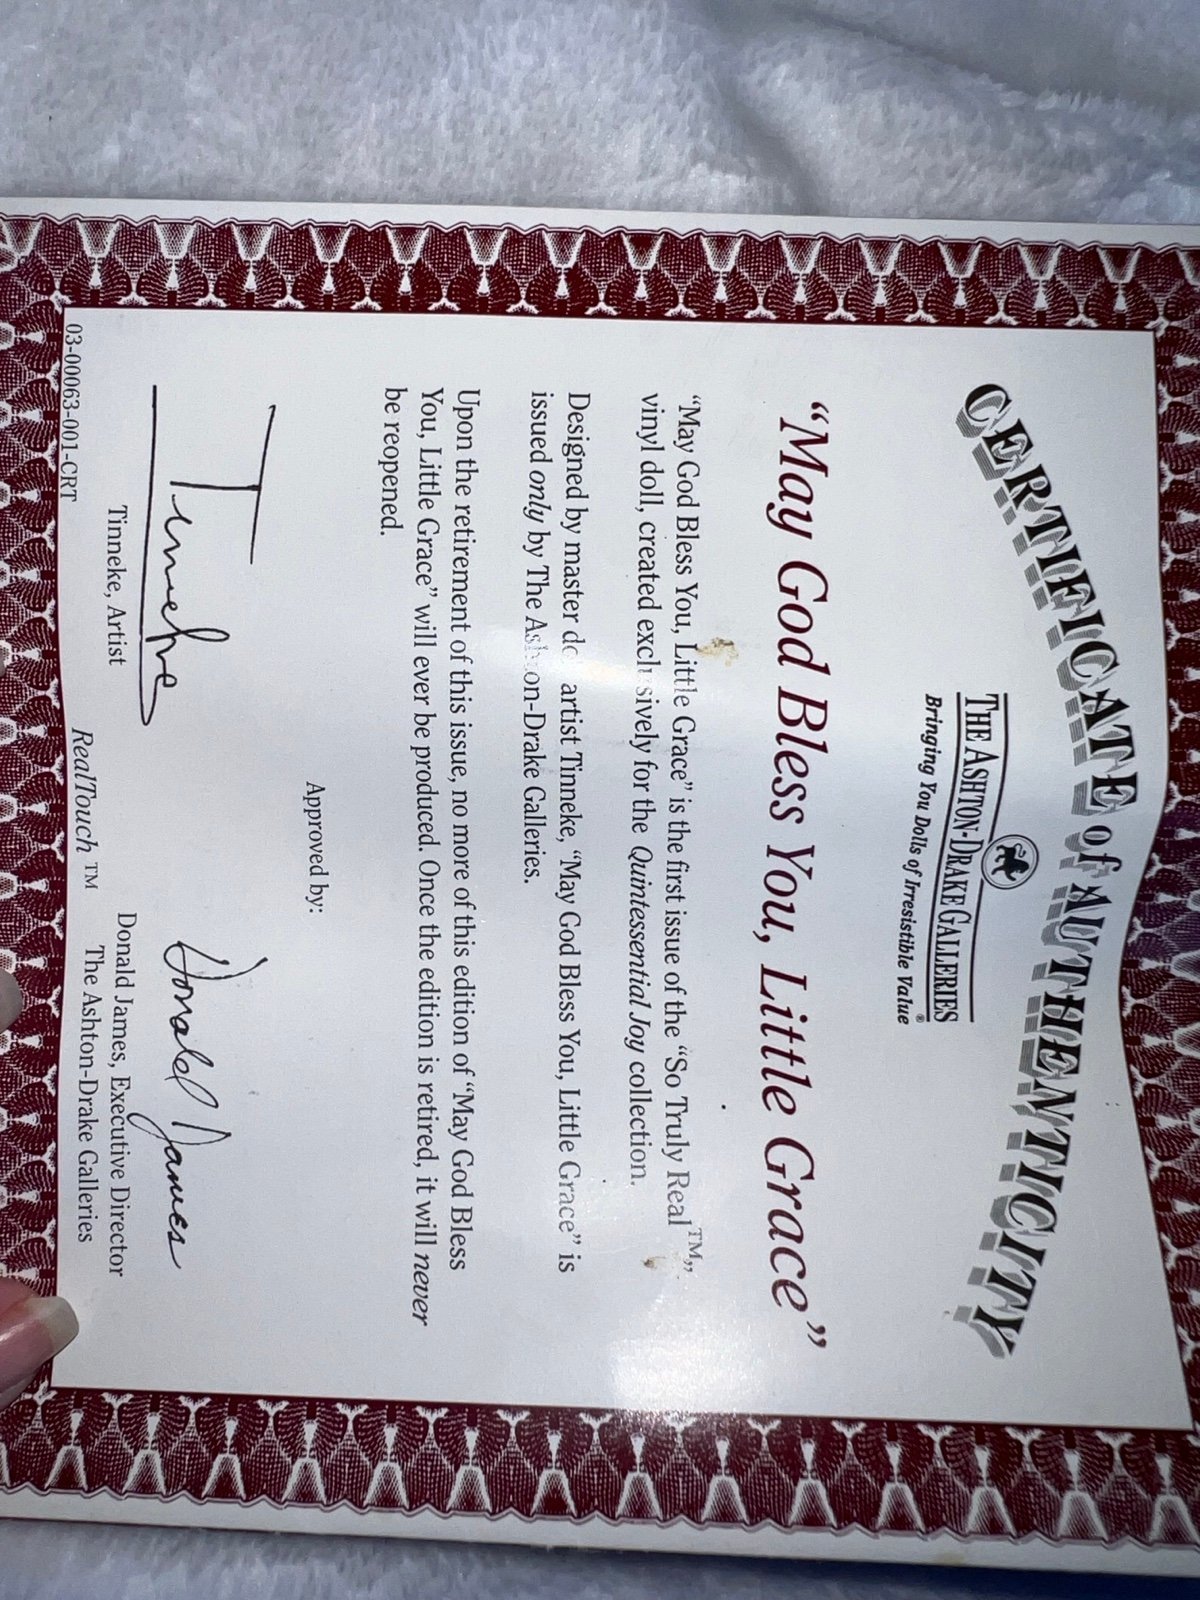 CERTIFICATE of AUTHENTICITY
THE ASHTON-DRAKE GALLERIES
Bringing You Dolls of Irresistible Value®
“May God Bless You, Little Grace”
“May God Bless You, Little Grace” is the first issue of the “So Truly Real™”
vinyl doll, created exclusively for the Quintessential Joy collection.
Designed by master do artist Tinneke, “May God Bless You, Little Grace” is
issued only by The Ashton-Drake Galleries.
Upon the retirement of this issue, no more of this edition of “May God Bless
You, Little Grace” will ever be produced. Once the edition is retired, it will never
be reopened.
Approved by:
Tinneke
Donald James
Tinneke, Artist
Donald James, Executive Director
The Ashton-Drake Galleries
03-00063-001-CRT
RealTouch™